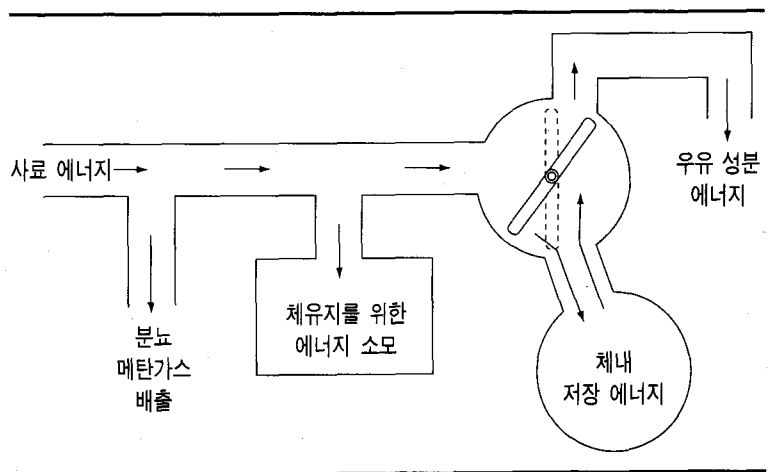 사료 에너지
분뇨
메탄가스
배출
체유지를 위한
에너지 소모
우유 성분
에너지
체내
저장 에너지